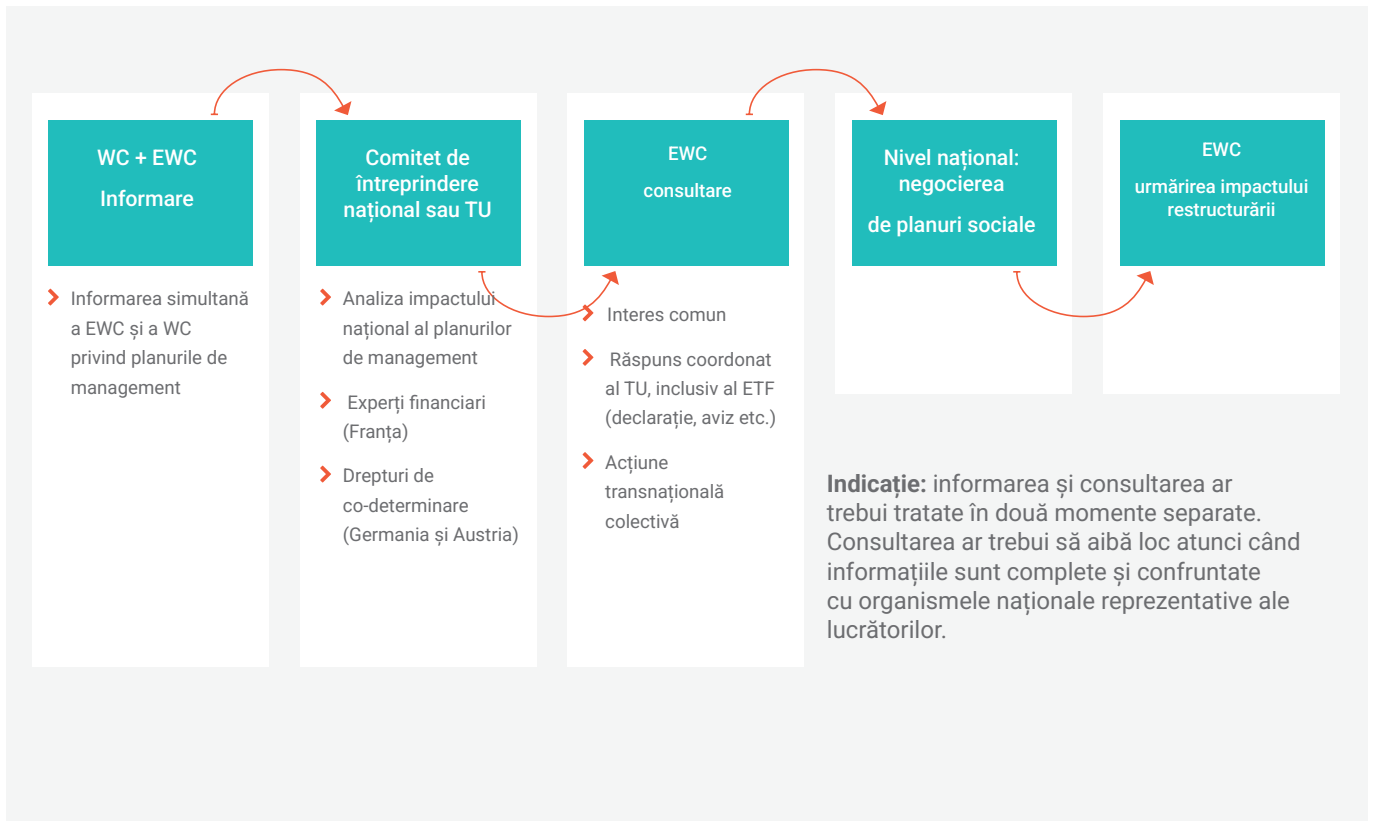 WC + EWC
Informare
Informarea simultană
a EWC și a WC
privind planurile de
management
Comitet de
întreprindere
național sau TU
Analiza impactului
național al planurilor
de management
Experți financiari
(Franța)
Drepturi de
co-determinare
(Germania și Austria)
EWC
consultare
Interes comun
Răspuns coordonat
al TU, inclusiv al ETF
(declarație, aviz etc.)
Acțiune
transnațională
colectivă
Nivel național:
negocierea
de planuri sociale
EWC
urmărirea impactului
restructurării
Indicație: informarea și consultarea ar
trebui tratate în două momente separate.
Consultarea ar trebui să aibă loc atunci când
informațiile sunt complete și confruntate
cu organismele naționale reprezentative ale
lucrătorilor.